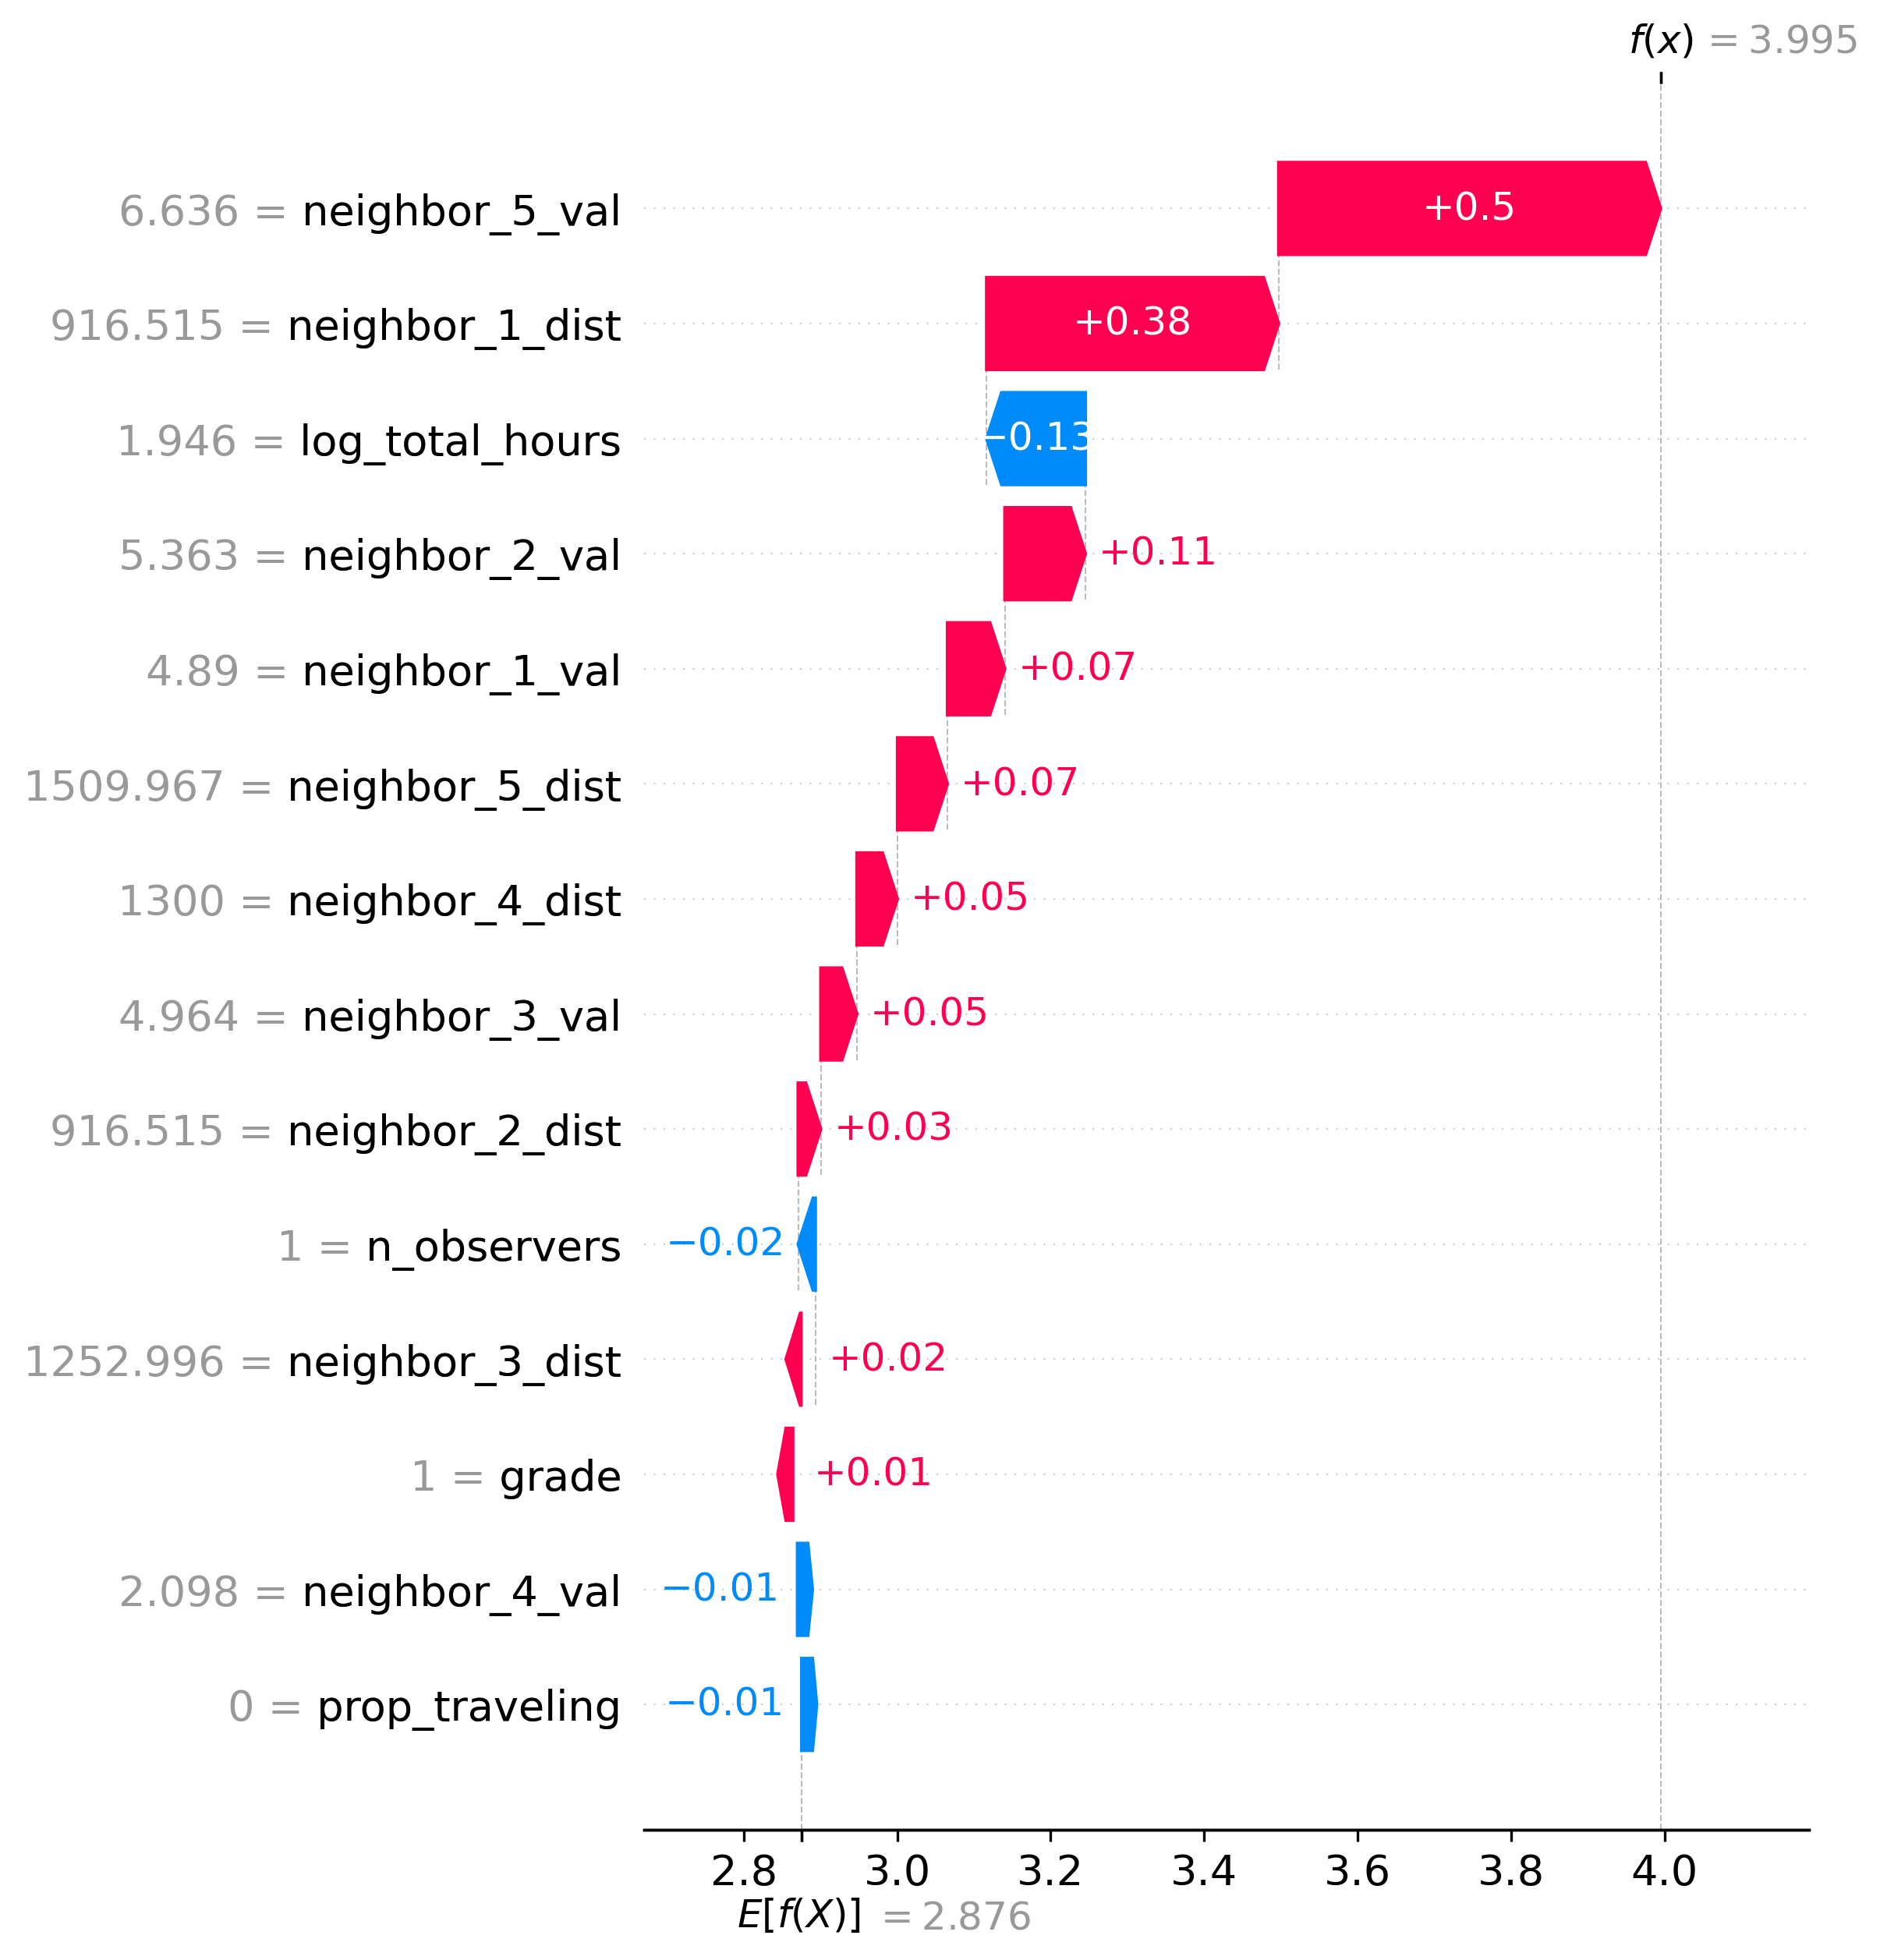 f(x) = 3.995
6.636 = neighbor_5_val +0.5
916.515 = neighbor_1_dist +0.38
1.946 = log_total_hours −0.13
5.363 = neighbor_2_val +0.11
4.89 = neighbor_1_val +0.07
1509.967 = neighbor_5_dist +0.07
1300 = neighbor_4_dist +0.05
4.964 = neighbor_3_val +0.05
916.515 = neighbor_2_dist +0.03
1 = n_observers −0.02
1252.996 = neighbor_3_dist +0.02
1 = grade +0.01
2.098 = neighbor_4_val −0.01
0 = prop_traveling −0.01
2.8 3.0 3.2 3.4 3.6 3.8 4.0
E[f(X)] = 2.876